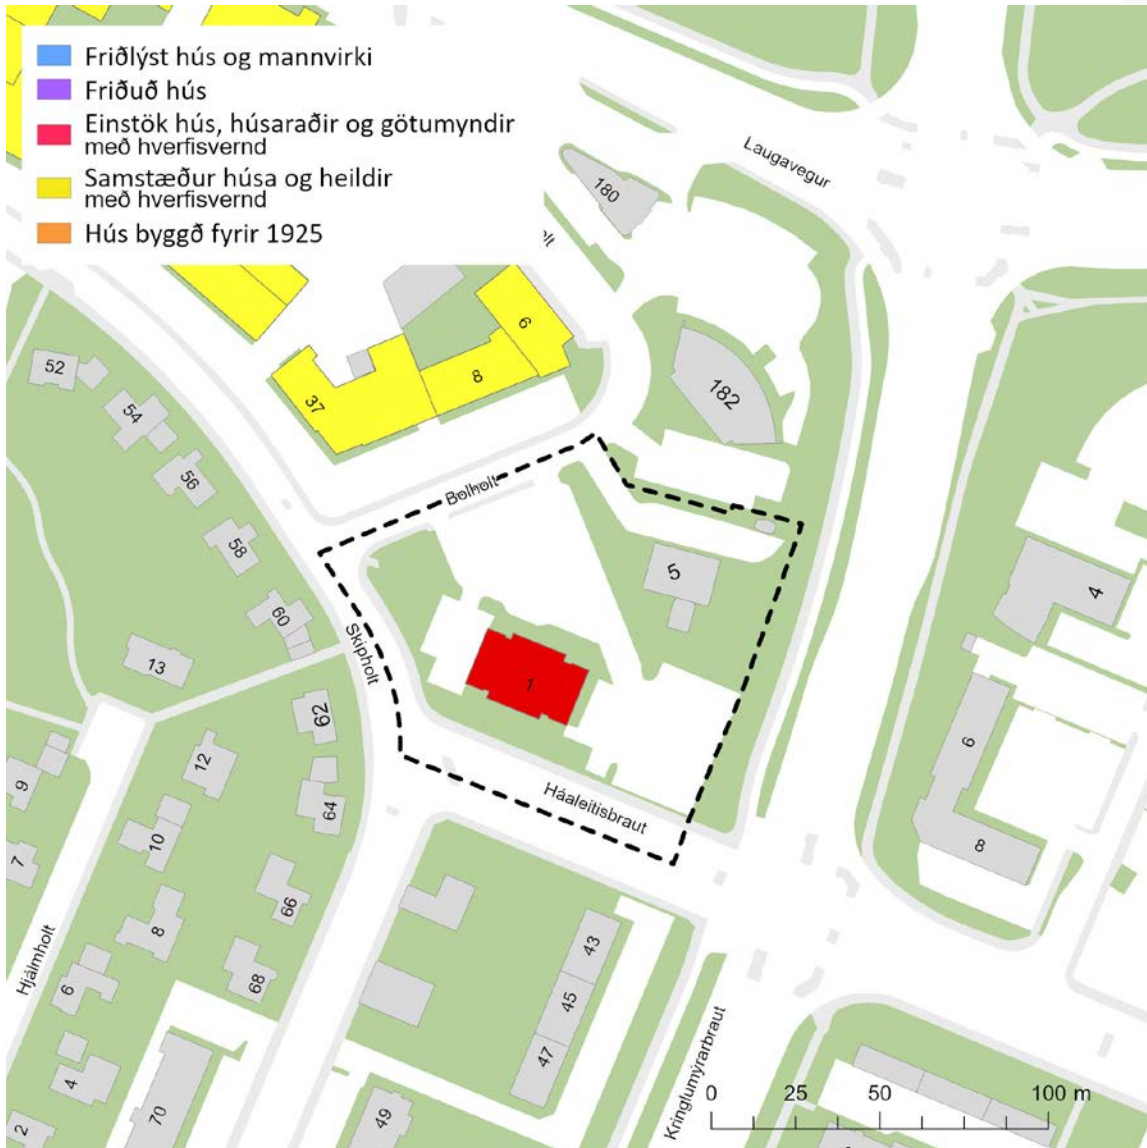 Friðlýst hús og mannvirki
Friðuð hús
Einstök hús, húsaraðir og götumyndir
með hverfisvernd
Samstæður húsa og heildir
með hverfisvernd
Hús byggð fyrir 1925
Laugavegur
180
6
52
8
182
37
54
56
Bolholt
58
5
4
60
Skipholt
13
1
62
6
12
9
64
Háaleitisbraut
10
7
8
66
8
43
Hjálmholt
68
6
45
47
Kringlumýrarbraut
4
0 25 50 100 m
70
49
2